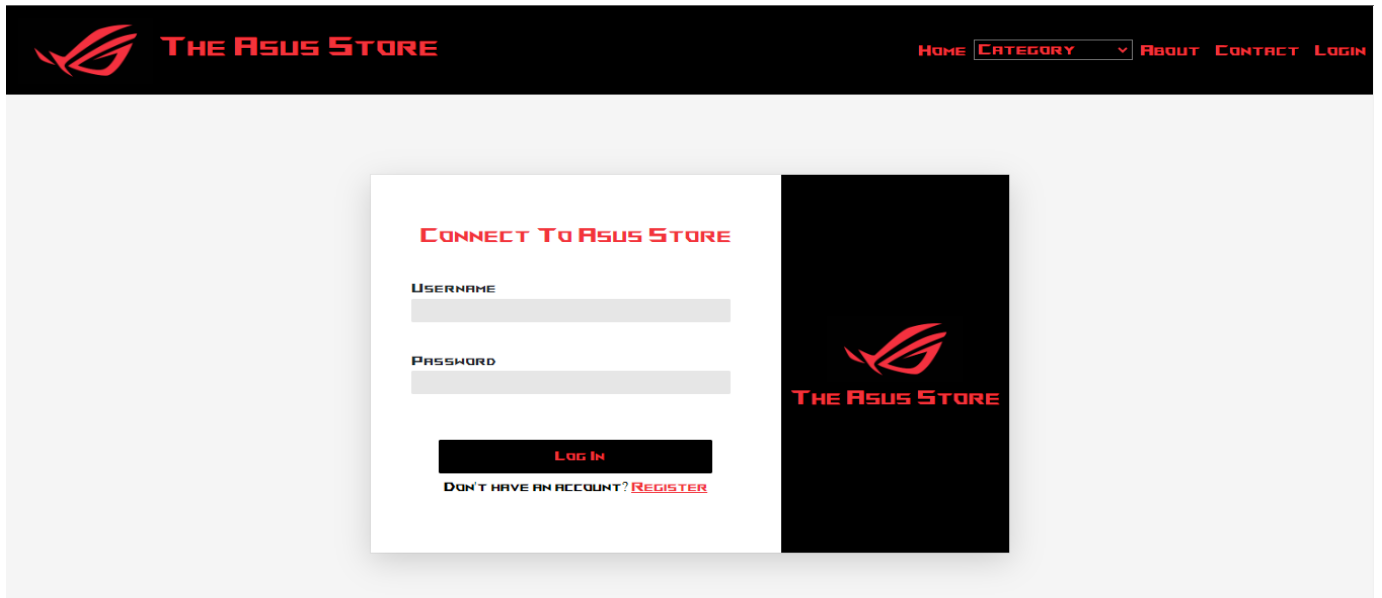 The Asus Store
Home Category About Contact Login
Connect To Asus Store
Username
Password
The Asus Store
Log In
Don't have an account? Register